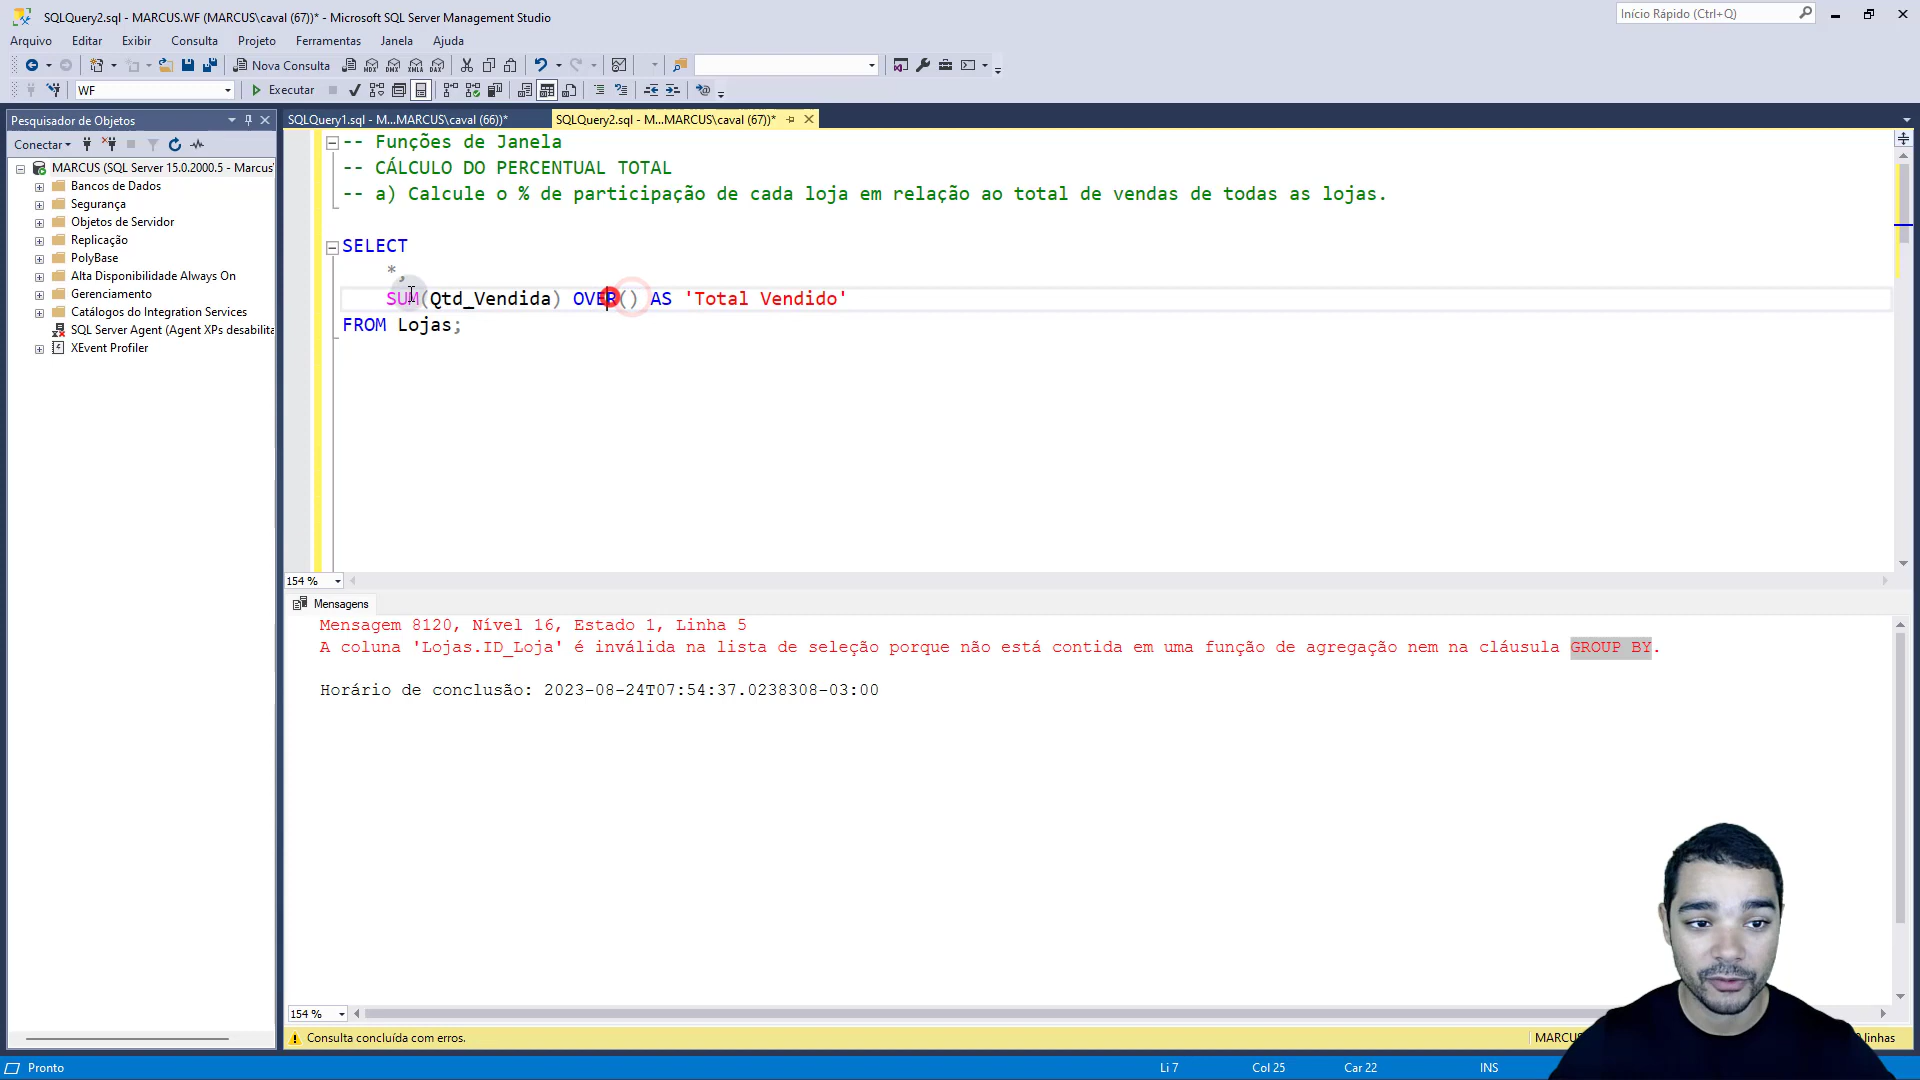 SQLQuery2.sql - MARCUS.WF (MARCUS\caval (67))* - Microsoft SQL Server Management Studio
Início Rápido (Ctrl+Q)
Arquivo Editar Exibir Consulta Projeto Ferramentas Janela Ajuda
Nova Consulta
WF
Executar
Pesquisador de Objetos
SQLQuery1.sql - M...MARCUS\caval (66))*
SQLQuery2.sql - M...MARCUS\caval (67))*
Conectar
MARCUS (SQL Server 15.0.2000.5 - Marcus
Bancos de Dados
Segurança
Objetos de Servidor
Replicação
PolyBase
Alta Disponibilidade Always On
Gerenciamento
Catálogos do Integration Services
SQL Server Agent (Agent XPs desabilita
XEvent Profiler
-- Funções de Janela
-- CÁLCULO DO PERCENTUAL TOTAL
-- a) Calcule o % de participação de cada loja em relação ao total de vendas de todas as lojas.
SELECT
*,
SUM(Qtd_Vendida) OVER() AS 'Total Vendido'
FROM Lojas;
154 %
Mensagens
Mensagem 8120, Nível 16, Estado 1, Linha 5
A coluna 'Lojas.ID_Loja' é inválida na lista de seleção porque não está contida em uma função de agregação nem na cláusula GROUP BY.
Horário de conclusão: 2023-08-24T07:54:37.0238308-03:00
154 %
Consulta concluída com erros.
MARCUS
linhas
Pronto
Li 7
Col 25
Car 22
INS